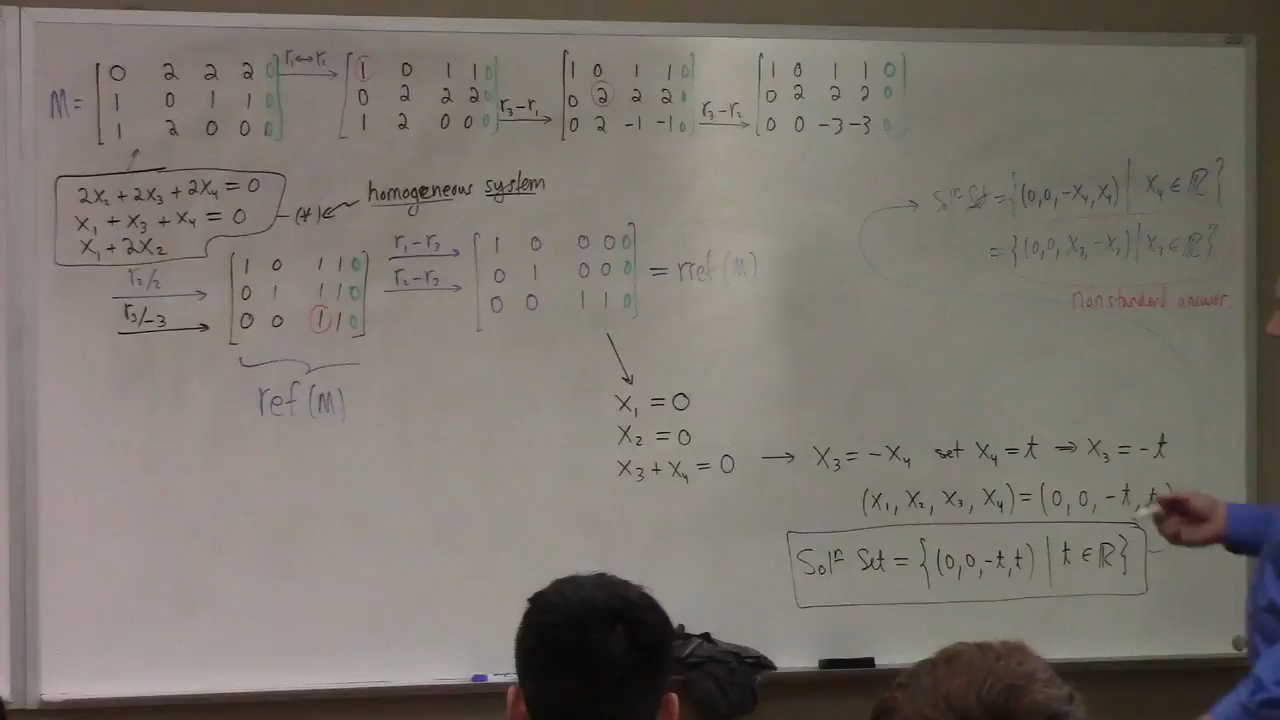 M = [ 0 2 2 2 0 ; 1 0 1 1 0 ; 1 2 0 0 0 ] r₁↔r₂ → [ 1 0 1 1 0 ; 0 2 2 2 0 ; 1 2 0 0 0 ] r₃-r₁ → [ 1 0 1 1 0 ; 0 2 2 2 0 ; 0 2 -1 -1 0 ] r₃-r₂ → [ 1 0 1 1 0 ; 0 2 2 2 0 ; 0 0 -3 -3 0 ]
2x₂ + 2x₃ + 2x₄ = 0
x₁ + x₃ + x₄ = 0
x₁ + 2x₂
(*) ← homogeneous system
r₂/2
r₃/-3
→ [ 1 0 1 1 0 ; 0 1 1 1 0 ; 0 0 1 1 0 ]
ref(M)
r₁-r₃
r₂-r₃
→ [ 1 0 0 0 0 ; 0 1 0 0 0 ; 0 0 1 1 0 ] = rref(M)
x₁ = 0
x₂ = 0
x₃ + x₄ = 0 → x₃ = -x₄ set x₄ = t ⇒ x₃ = -t
(x₁, x₂, x₃, x₄) = (0, 0, -t, t)
Solⁿ Set = {(0,0,-t,t) | t ∈ ℝ}
→ Solⁿ Set = {(0,0,-x₄,x₄) | x₄ ∈ ℝ}
= {(0,0,x₃,-x₃) | x₃ ∈ ℝ}
nonstandard answer.